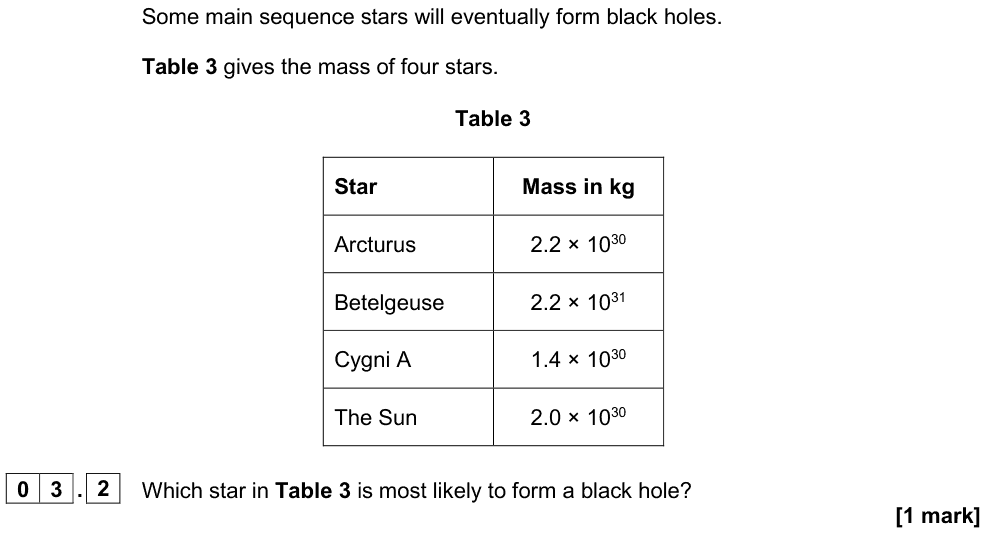 Some main sequence stars will eventually form black holes.
Table 3 gives the mass of four stars.
Table 3
Star Mass in kg
Arcturus 2.2 × 10³⁰
Betelgeuse 2.2 × 10³¹
Cygni A 1.4 × 10³⁰
The Sun 2.0 × 10³⁰
0 3 . 2 Which star in Table 3 is most likely to form a black hole?
[1 mark]